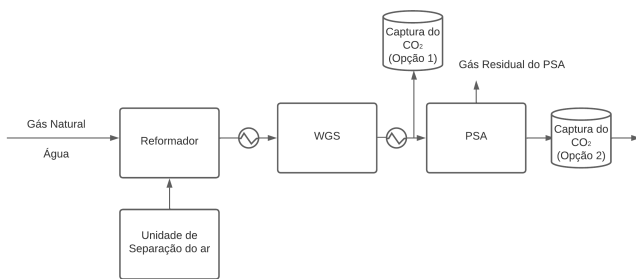 Captura do
CO₂
(Opção 1)
Gás Residual do PSA
Gás Natural
Água
Reformador
WGS
PSA
Captura do
CO₂
(Opção 2)
Unidade de
Separação do ar